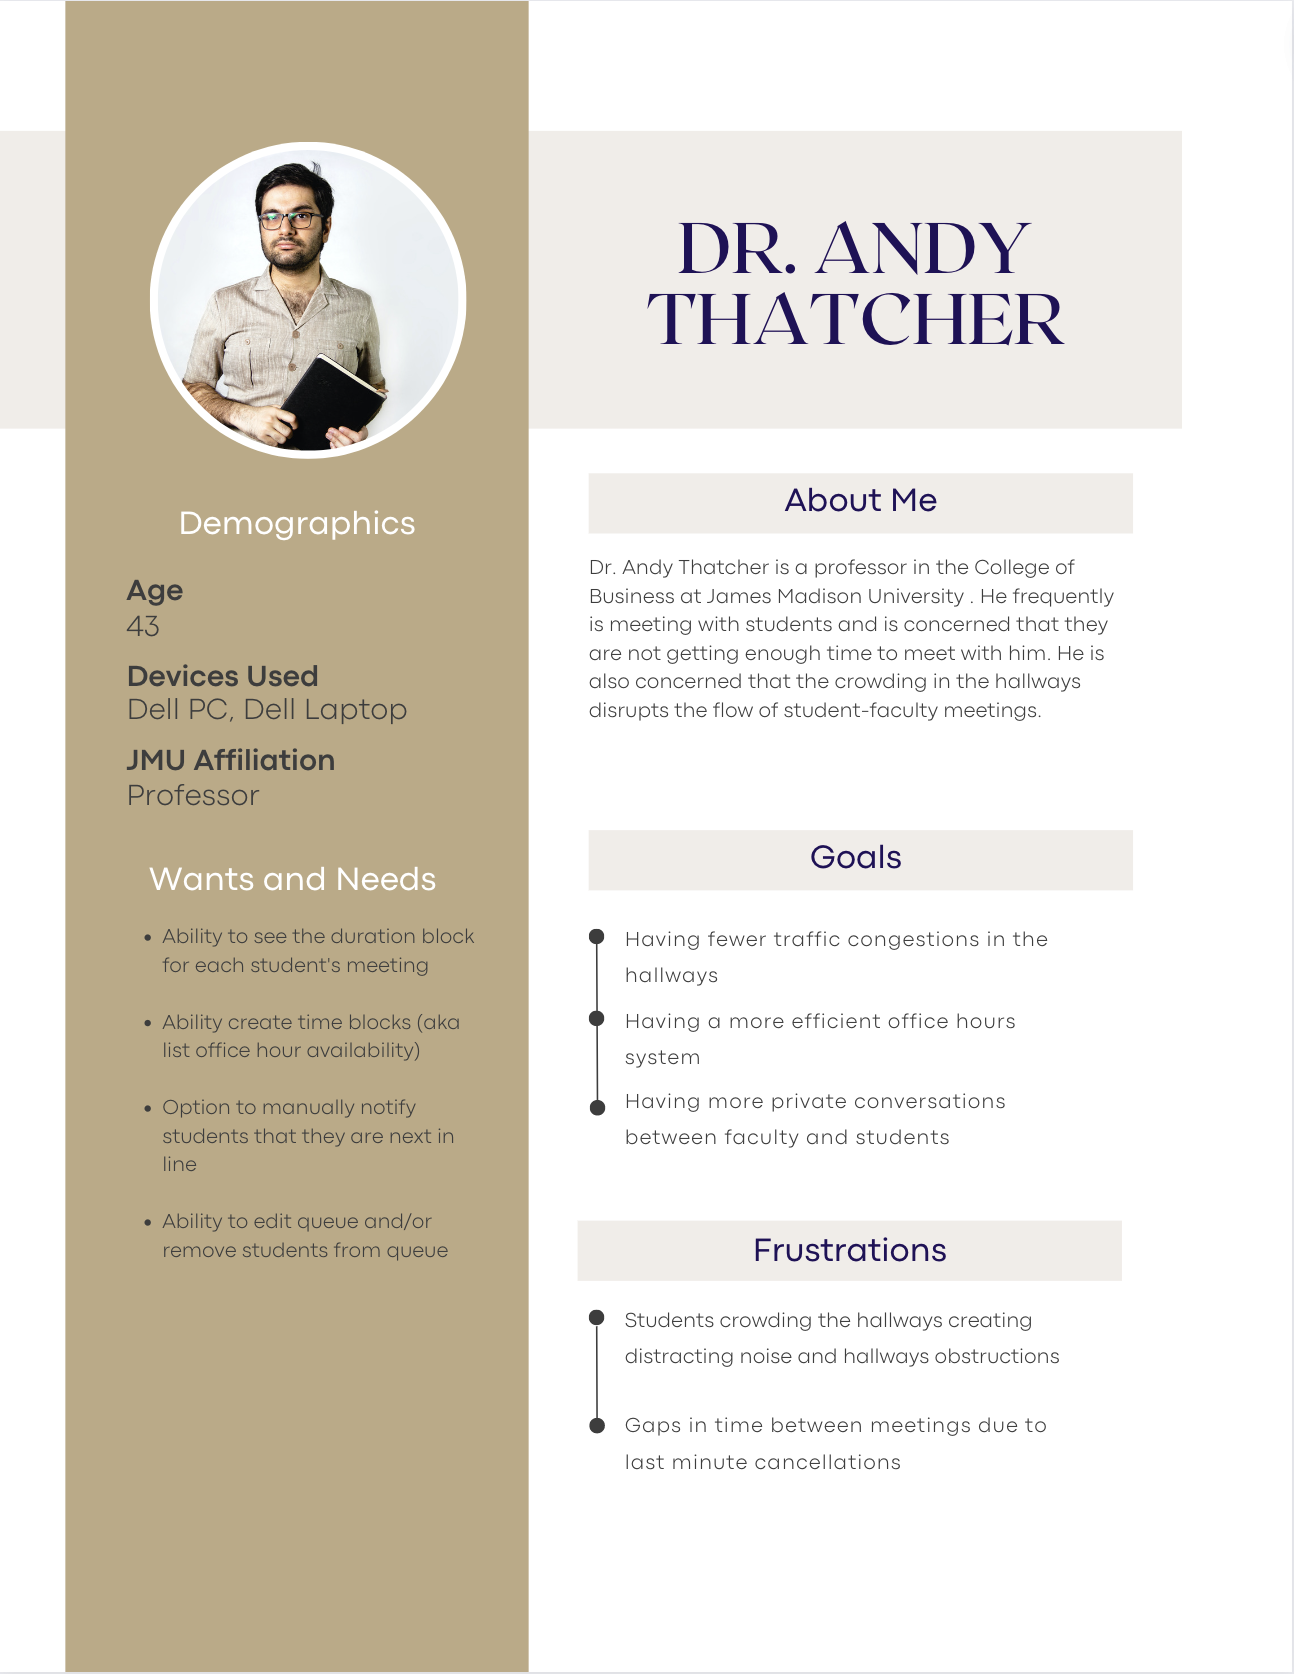 DR. ANDY
THATCHER
Demographics
Age
43
Devices Used
Dell PC, Dell Laptop
JMU Affiliation
Professor
Wants and Needs
• Ability to see the duration block
for each student's meeting
• Ability create time blocks (aka
list office hour availability)
• Option to manually notify
students that they are next in
line
• Ability to edit queue and/or
remove students from queue
About Me
Dr. Andy Thatcher is a professor in the College of
Business at James Madison University . He frequently
is meeting with students and is concerned that they
are not getting enough time to meet with him. He is
also concerned that the crowding in the hallways
disrupts the flow of student-faculty meetings.
Goals
Having fewer traffic congestions in the
hallways
Having a more efficient office hours
system
Having more private conversations
between faculty and students
Frustrations
Students crowding the hallways creating
distracting noise and hallways obstructions
Gaps in time between meetings due to
last minute cancellations